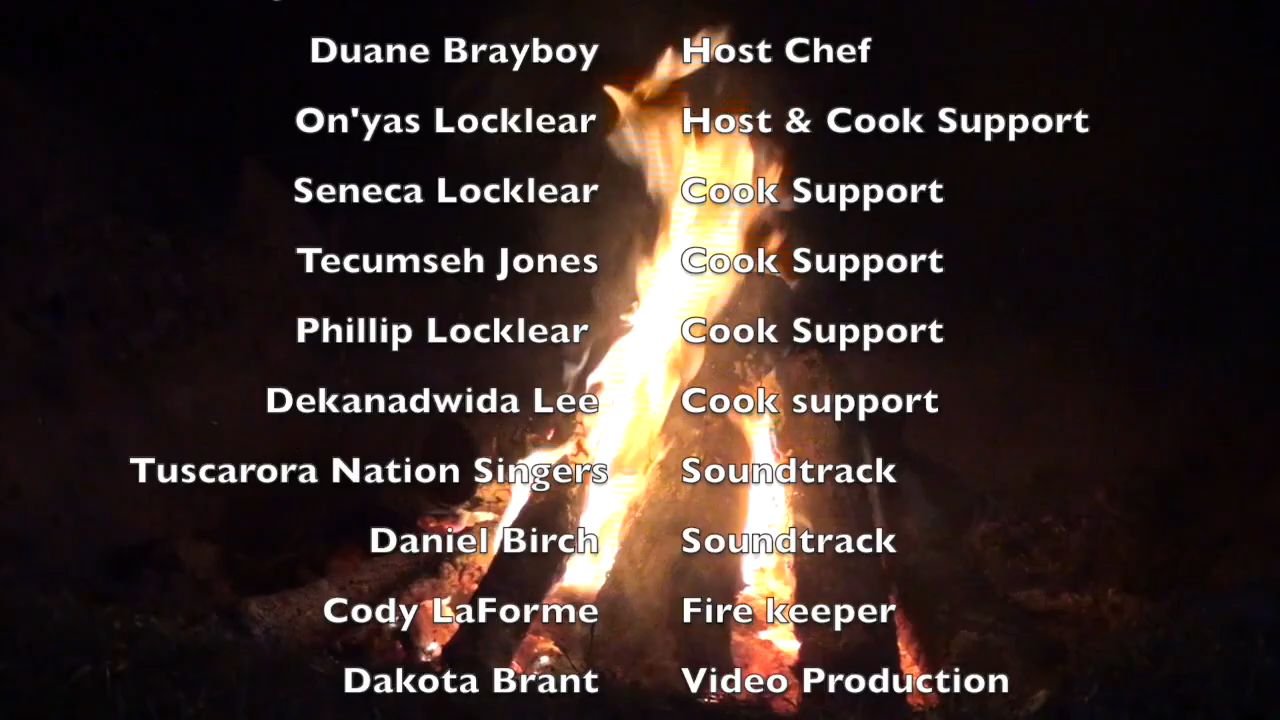 Duane Brayboy Host Chef
On'yas Locklear Host & Cook Support
Seneca Locklear Cook Support
Tecumseh Jones Cook Support
Phillip Locklear Cook Support
Dekanadwida Lee Cook support
Tuscarora Nation Singers Soundtrack
Daniel Birch Soundtrack
Cody LaForme Fire keeper
Dakota Brant Video Production